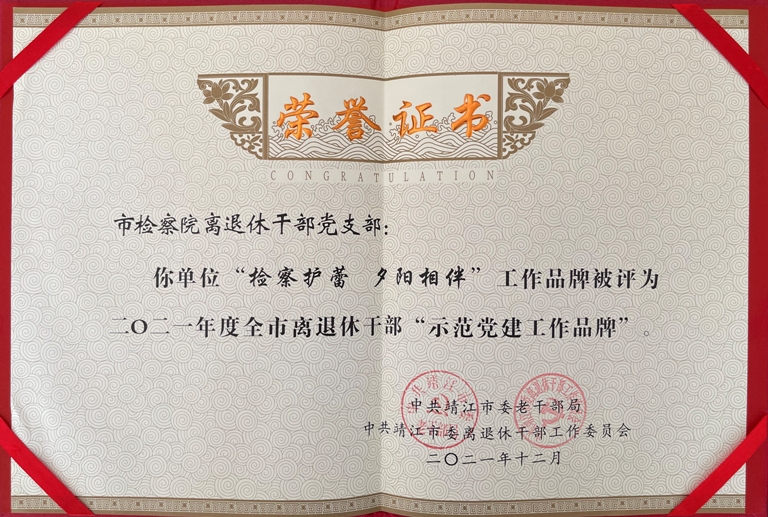 荣誉证书
CONGRATULATION
市检察院离退休干部党支部：
你单位“检察护蕾 夕阳相伴”工作品牌被评为
二〇二一年度全市离退休干部“示范党建工作品牌”。
中共靖江市委老干部局
中共靖江市委离退休干部工作委员会
二〇二一年十二月